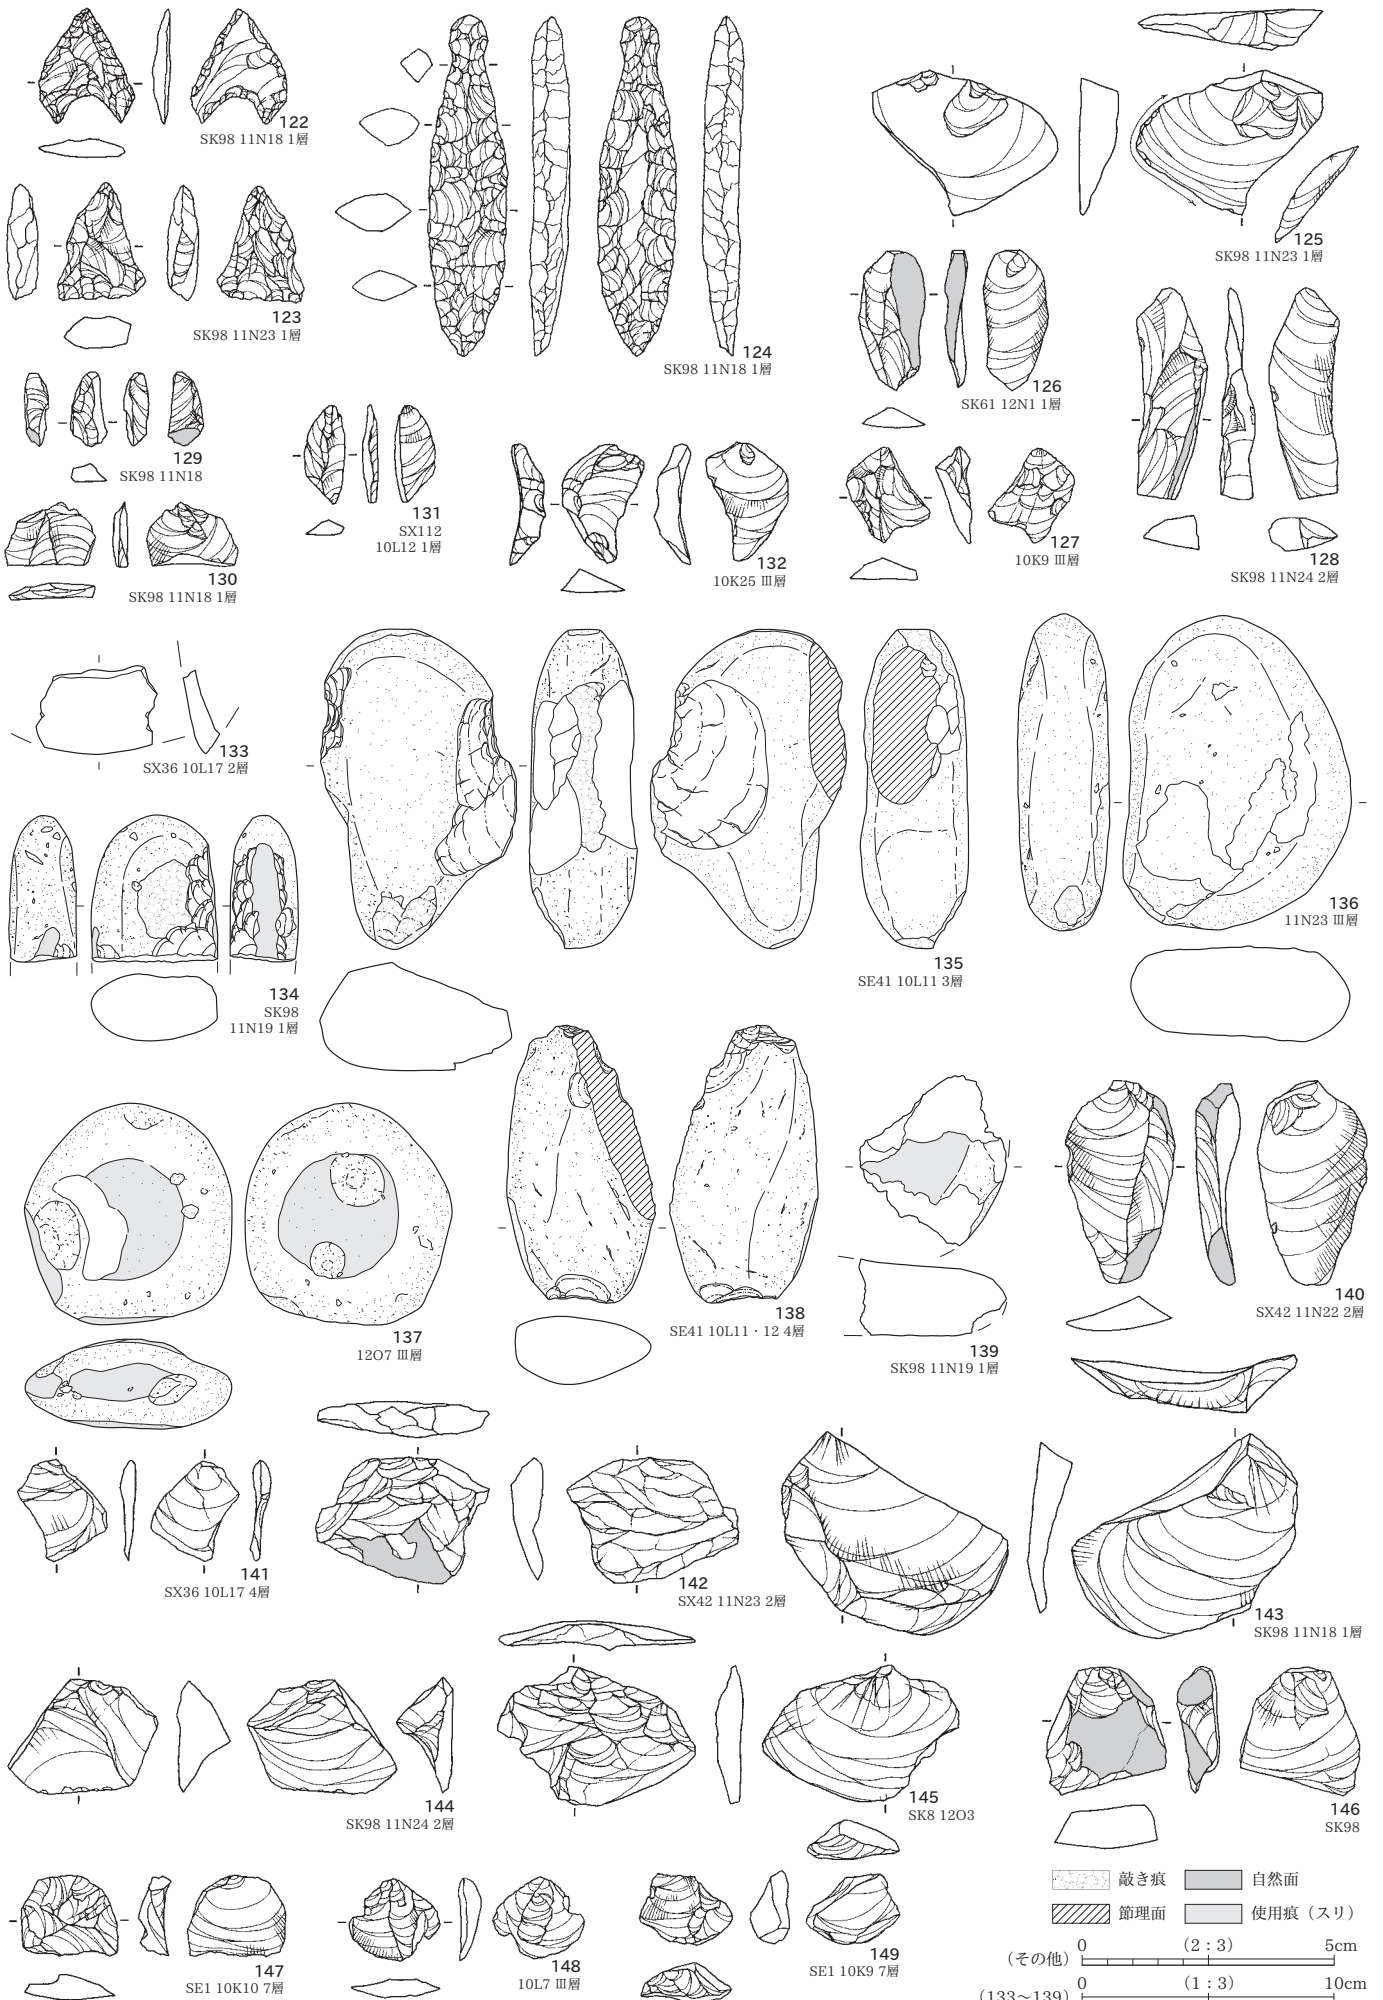 122
SK98 11N18 1層
123
SK98 11N23 1層
124
SK98 11N18 1層
125
SK98 11N23 1層
126
SK61 12N1 1層
129
SK98 11N18
131
SX112
10L12 1層
132
10K25 Ⅲ層
127
10K9 Ⅲ層
128
SK98 11N24 2層
130
SK98 11N18 1層
133
SX36 10L17 2層
134
SK98
11N19 1層
135
SE41 10L11 3層
136
11N23 Ⅲ層
137
12O7 Ⅲ層
138
SE41 10L11・12 4層
139
SK98 11N19 1層
140
SX42 11N22 2層
141
SX36 10L17 4層
142
SX42 11N23 2層
143
SK98 11N18 1層
144
SK98 11N24 2層
145
SK8 12O3
146
SK98
147
SE1 10K10 7層
148
10L7 Ⅲ層
149
SE1 10K9 7層
敲き痕 自然面
節理面 使用痕（スリ）
（その他） 0 （2：3） 5cm
（133～139） 0 （1：3） 10cm